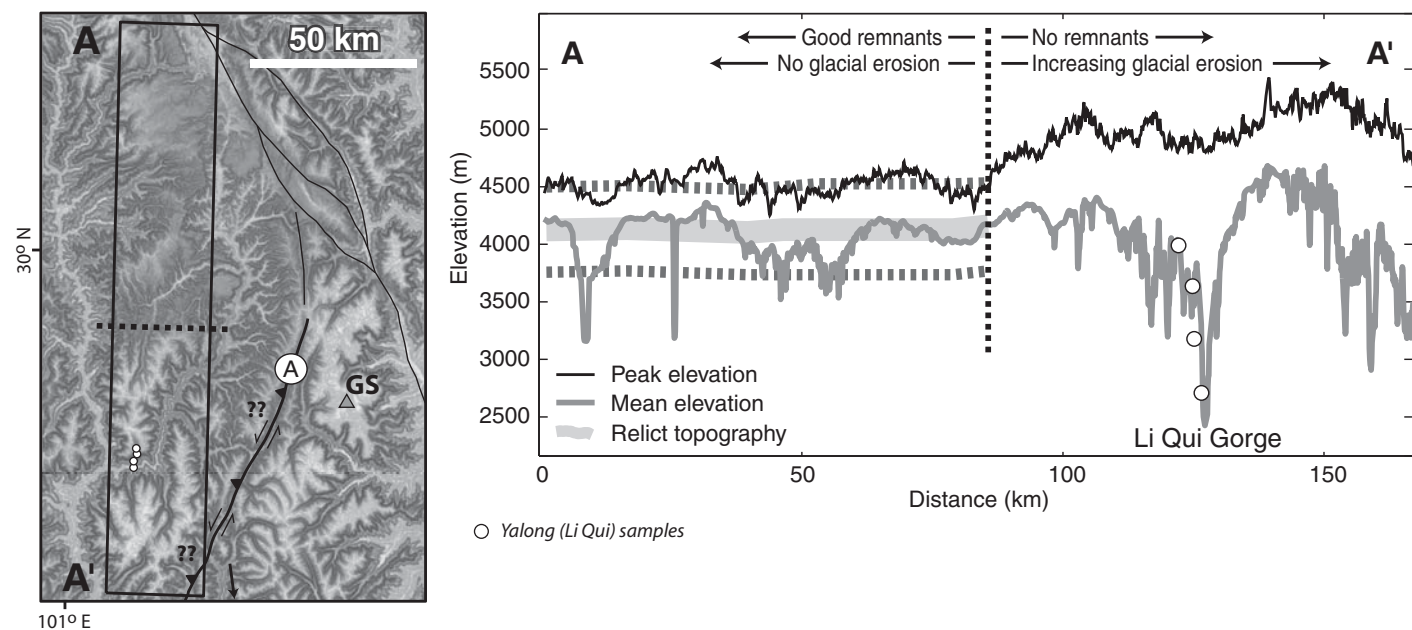 A
50 km
30º N
A
GS
??
??
A'
101º E
A
Good remnants
No remnants
A'
No glacial erosion
Increasing glacial erosion
5500
5000
4500
4000
3500
3000
2500
Elevation (m)
Peak elevation
Mean elevation
Relict topography
Li Qui Gorge
0
50
100
150
Distance (km)
Yalong (Li Qui) samples